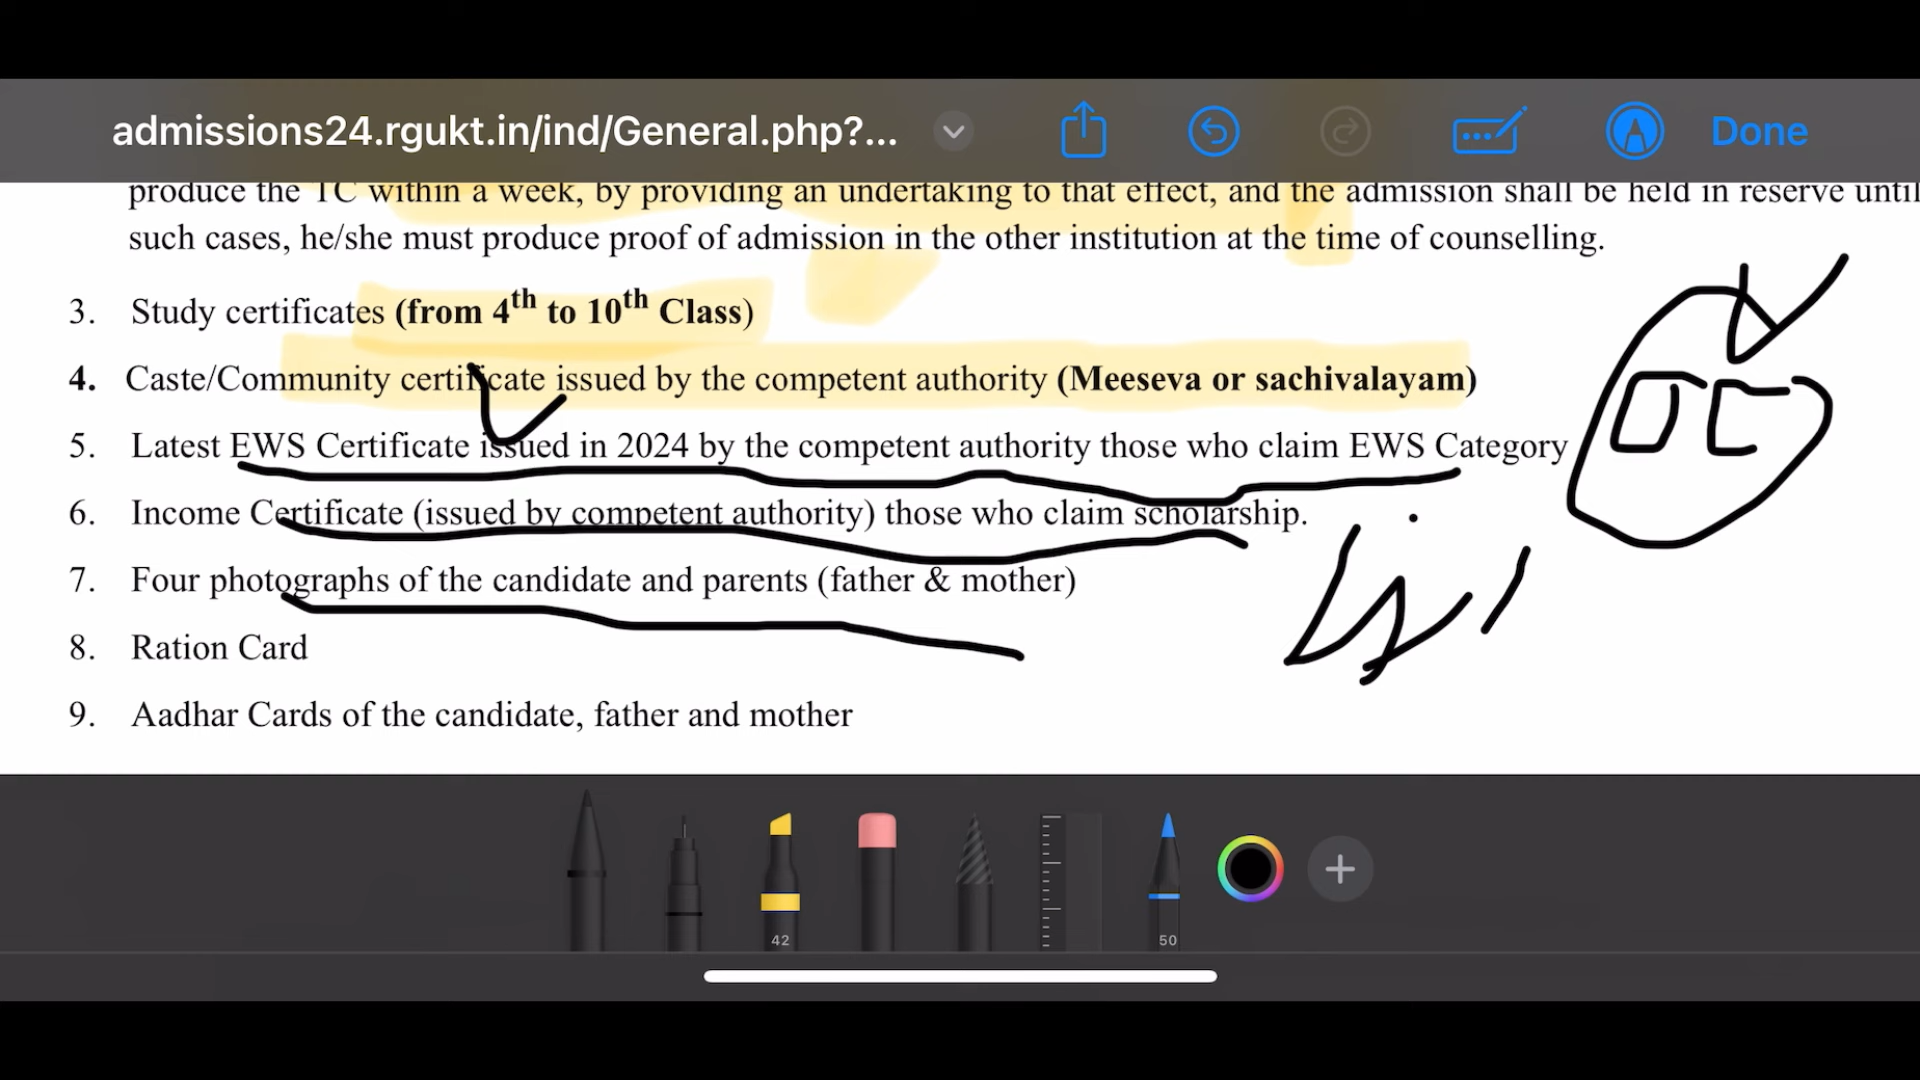 admissions24.rgukt.in/ind/General.php?...
Done
produce the TC within a week, by providing an undertaking to that effect, and the admission shall be held in reserve until
such cases, he/she must produce proof of admission in the other institution at the time of counselling.
3. Study certificates (from 4th to 10th Class)
4. Caste/Community certificate issued by the competent authority (Meeseva or sachivalayam)
5. Latest EWS Certificate issued in 2024 by the competent authority those who claim EWS Category
6. Income Certificate (issued by competent authority) those who claim scholarship.
7. Four photographs of the candidate and parents (father & mother)
8. Ration Card
9. Aadhar Cards of the candidate, father and mother
OC
42
50